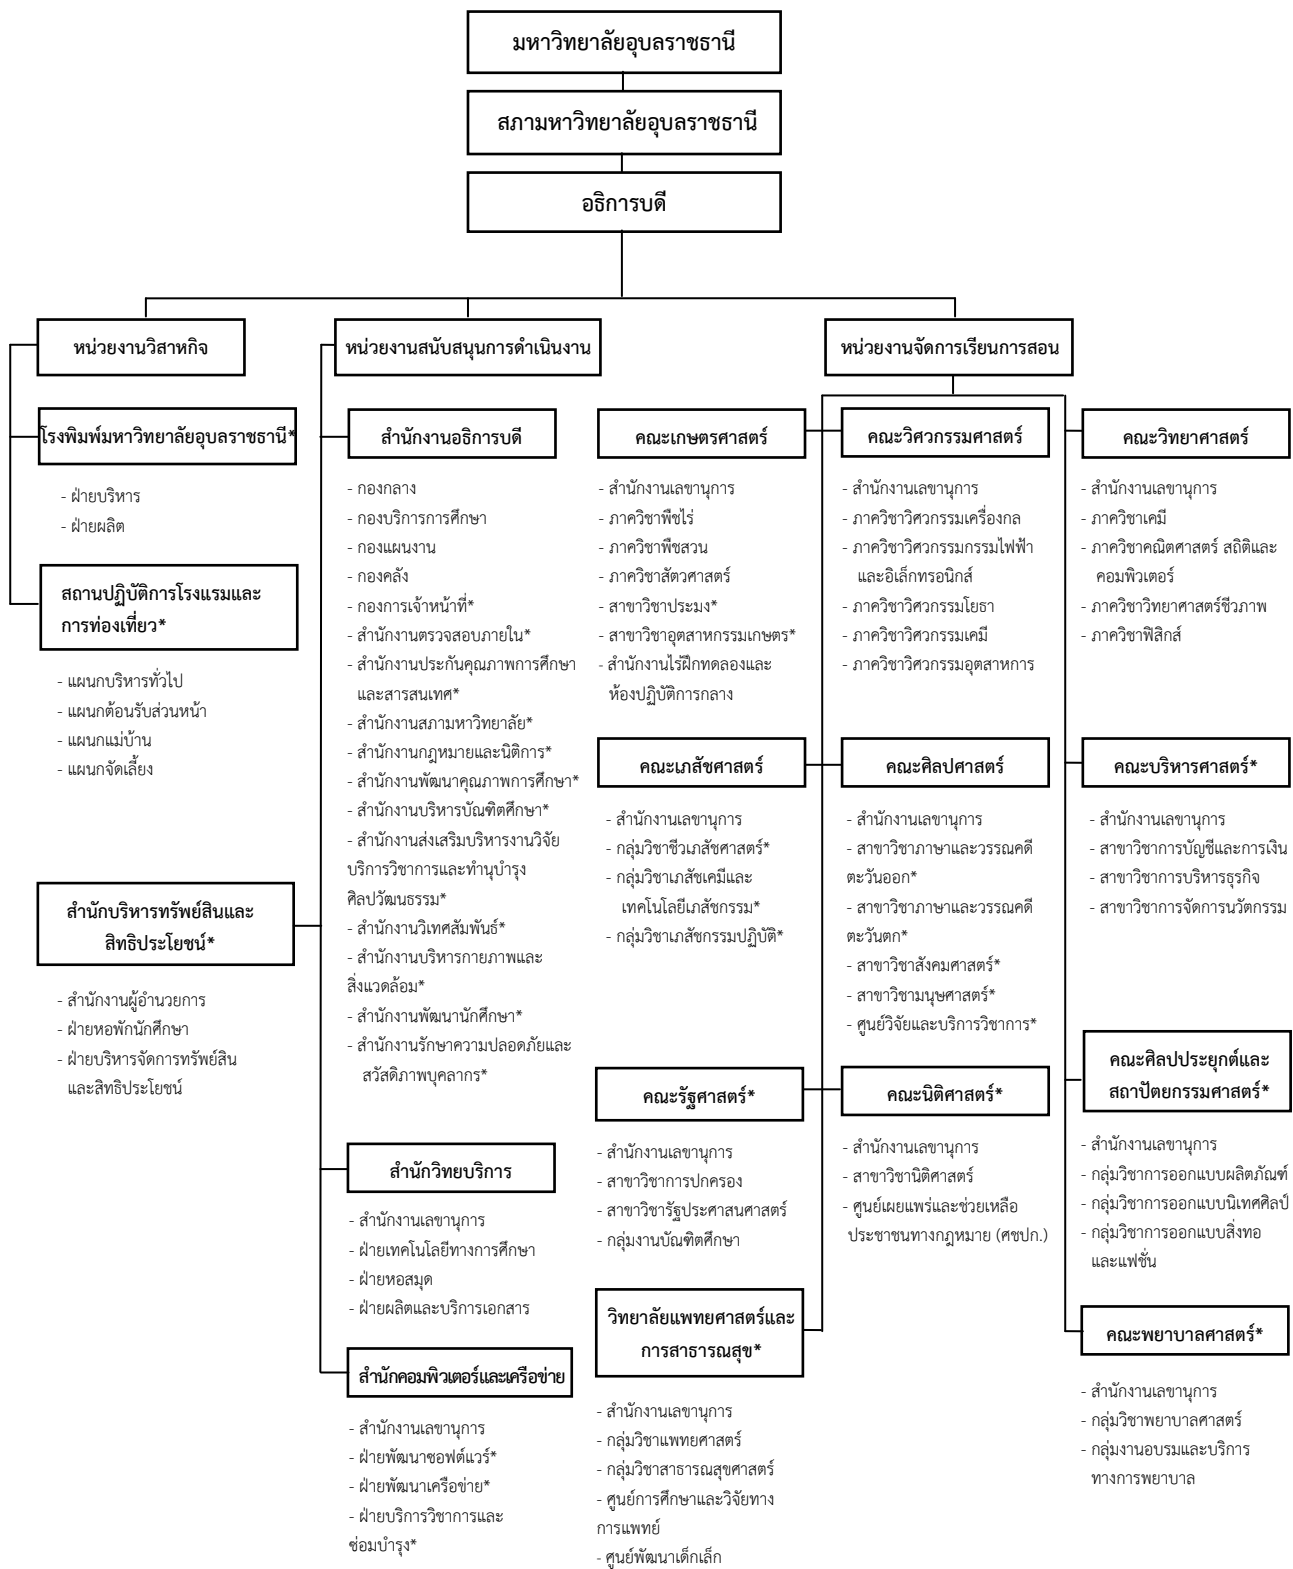 มหาวิทยาลัยอุบลราชธานี
สภามหาวิทยาลัยอุบลราชธานี
อธิการบดี
หน่วยงานวิสาหกิจ
โรงพิมพ์มหาวิทยาลัยอุบลราชธานี*
- ฝ่ายบริหาร
- ฝ่ายผลิต
สถานปฏิบัติการโรงแรมและ
การท่องเที่ยว*
- แผนกบริหารทั่วไป
- แผนกต้อนรับส่วนหน้า
- แผนกแม่บ้าน
- แผนกจัดเลี้ยง
สำนักบริหารทรัพย์สินและ
สิทธิประโยชน์*
- สำนักงานผู้อำนวยการ
- ฝ่ายหอพักนักศึกษา
- ฝ่ายบริหารจัดการทรัพย์สิน
และสิทธิประโยชน์
หน่วยงานสนับสนุนการดำเนินงาน
สำนักงานอธิการบดี
- กองกลาง
- กองบริการการศึกษา
- กองแผนงาน
- กองคลัง
- กองการเจ้าหน้าที่*
- สำนักงานตรวจสอบภายใน*
- สำนักงานประกันคุณภาพการศึกษา
และสารสนเทศ*
- สำนักงานสภามหาวิทยาลัย*
- สำนักงานกฎหมายและนิติการ*
- สำนักงานพัฒนาคุณภาพการศึกษา*
- สำนักงานบริหารบัณฑิตศึกษา*
- สำนักงานส่งเสริมบริหารงานวิจัย
บริการวิชาการและทำนุบำรุง
ศิลปวัฒนธรรม*
- สำนักงานวิเทศสัมพันธ์*
- สำนักงานบริหารกายภาพและ
สิ่งแวดล้อม*
- สำนักงานพัฒนานักศึกษา*
- สำนักงานรักษาความปลอดภัยและ
สวัสดิภาพบุคลากร*
สำนักวิทยบริการ
- สำนักงานเลขานุการ
- ฝ่ายเทคโนโลยีทางการศึกษา
- ฝ่ายหอสมุด
- ฝ่ายผลิตและบริการเอกสาร
สำนักคอมพิวเตอร์และเครือข่าย
- สำนักงานเลขานุการ
- ฝ่ายพัฒนาซอฟต์แวร์*
- ฝ่ายพัฒนาเครือข่าย*
- ฝ่ายบริการวิชาการและ
ซ่อมบำรุง*
หน่วยงานจัดการเรียนการสอน
คณะเกษตรศาสตร์
- สำนักงานเลขานุการ
- ภาควิชาพืชไร่
- ภาควิชาพืชสวน
- ภาควิชาสัตวศาสตร์
- สาขาวิชาประมง*
- สาขาวิชาอุตสาหกรรมเกษตร*
- สำนักงานไร่ฝึกทดลองและ
ห้องปฏิบัติการกลาง
คณะวิศวกรรมศาสตร์
- สำนักงานเลขานุการ
- ภาควิชาวิศวกรรมเครื่องกล
- ภาควิชาวิศวกรรมกรรมไฟฟ้า
และอิเล็กทรอนิกส์
- ภาควิชาวิศวกรรมโยธา
- ภาควิชาวิศวกรรมเคมี
- ภาควิชาวิศวกรรมอุตสาหการ
คณะวิทยาศาสตร์
- สำนักงานเลขานุการ
- ภาควิชาเคมี
- ภาควิชาคณิตศาสตร์ สถิติและ
คอมพิวเตอร์
- ภาควิชาวิทยาศาสตร์ชีวภาพ
- ภาควิชาฟิสิกส์
คณะเภสัชศาสตร์
- สำนักงานเลขานุการ
- กลุ่มวิชาชีวเภสัชศาสตร์*
- กลุ่มวิชาเภสัชเคมีและ
เทคโนโลยีเภสัชกรรม*
- กลุ่มวิชาเภสัชกรรมปฏิบัติ*
คณะศิลปศาสตร์
- สำนักงานเลขานุการ
- สาขาวิชาภาษาและวรรณคดี
ตะวันออก*
- สาขาวิชาภาษาและวรรณคดี
ตะวันตก*
- สาขาวิชาสังคมศาสตร์*
- สาขาวิชามนุษศาสตร์*
- ศูนย์วิจัยและบริการวิชาการ*
คณะบริหารศาสตร์*
- สำนักงานเลขานุการ
- สาขาวิชาการบัญชีและการเงิน
- สาขาวิชาการบริหารธุรกิจ
- สาขาวิชาการจัดการนวัตกรรม
คณะรัฐศาสตร์*
- สำนักงานเลขานุการ
- สาขาวิชาการปกครอง
- สาขาวิชารัฐประศาสนศาสตร์
- กลุ่มงานบัณฑิตศึกษา
คณะนิติศาสตร์*
- สำนักงานเลขานุการ
- สาขาวิชานิติศาสตร์
- ศูนย์เผยแพร่และช่วยเหลือ
ประชาชนทางกฎหมาย (ศชปก.)
คณะศิลปประยุกต์และ
สถาปัตยกรรมศาสตร์*
- สำนักงานเลขานุการ
- กลุ่มวิชาการออกแบบผลิตภัณฑ์
- กลุ่มวิชาการออกแบบนิเทศศิลป์
- กลุ่มวิชาการออกแบบสิ่งทอ
และแฟชั่น
วิทยาลัยแพทยศาสตร์และ
การสาธารณสุข*
- สำนักงานเลขานุการ
- กลุ่มวิชาแพทยศาสตร์
- กลุ่มวิชาสาธารณสุขศาสตร์
- ศูนย์การศึกษาและวิจัยทาง
การแพทย์
- ศูนย์พัฒนาเด็กเล็ก
คณะพยาบาลศาสตร์*
- สำนักงานเลขานุการ
- กลุ่มวิชาพยาบาลศาสตร์
- กลุ่มงานอบรมและบริการ
ทางการพยาบาล